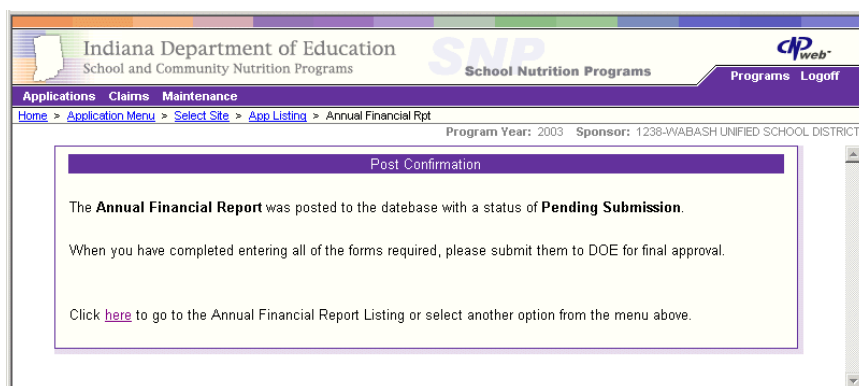 Indiana Department of Education
School and Community Nutrition Programs
SNP
School Nutrition Programs
CNPweb
Programs Logoff
Applications Claims Maintenance
Home > Application Menu > Select Site > App Listing > Annual Financial Rpt
Program Year: 2003 Sponsor: 1238-WABASH UNIFIED SCHOOL DISTRICT
Post Confirmation
The Annual Financial Report was posted to the datebase with a status of Pending Submission.
When you have completed entering all of the forms required, please submit them to DOE for final approval.
Click here to go to the Annual Financial Report Listing or select another option from the menu above.